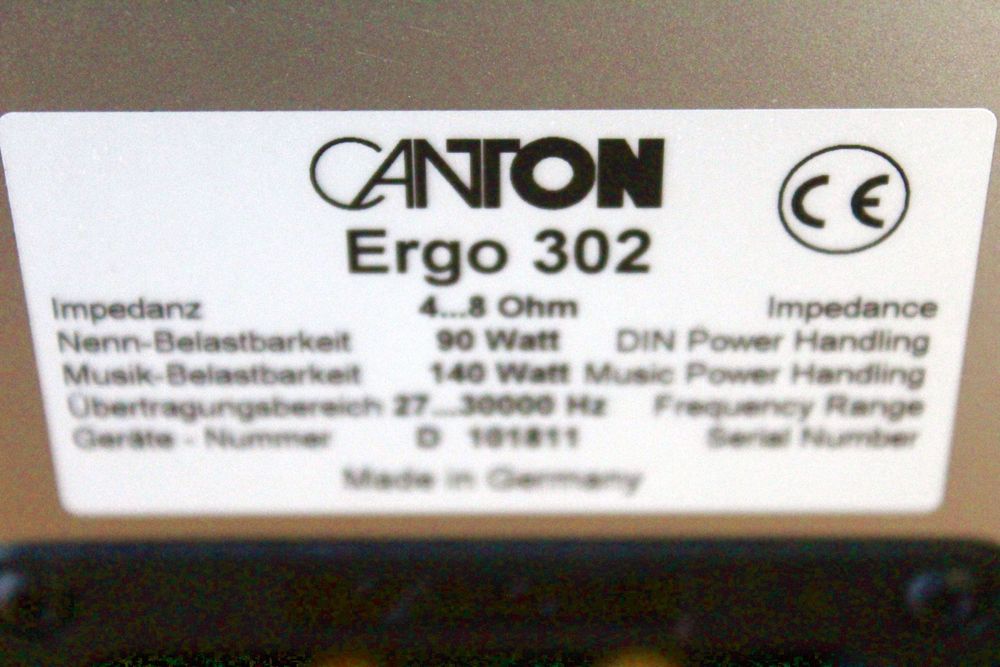 CANTON
CE
Ergo 302
Impedanz 4...8 Ohm Impedance
Nenn-Belastbarkeit 90 Watt DIN Power Handling
Musik-Belastbarkeit 140 Watt Music Power Handling
Übertragungsbereich 27...30000 Hz Frequency Range
Geräte - Nummer D 101811 Serial Number
Made in Germany